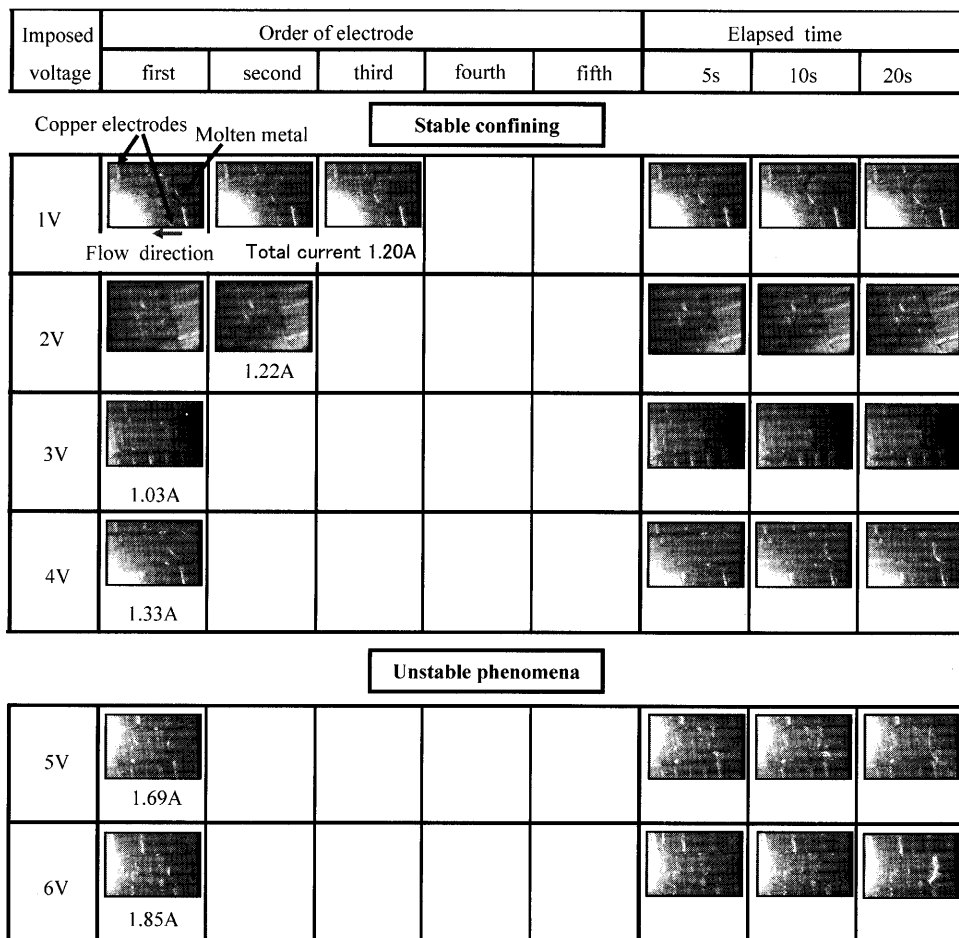 Imposed voltage
Order of electrode
Elapsed time
first second third fourth fifth 5s 10s 20s
Stable confining
Copper electrodes
Molten metal
1V
Flow direction
Total current 1.20A
2V
1.22A
3V
1.03A
4V
1.33A
Unstable phenomena
5V
1.69A
6V
1.85A